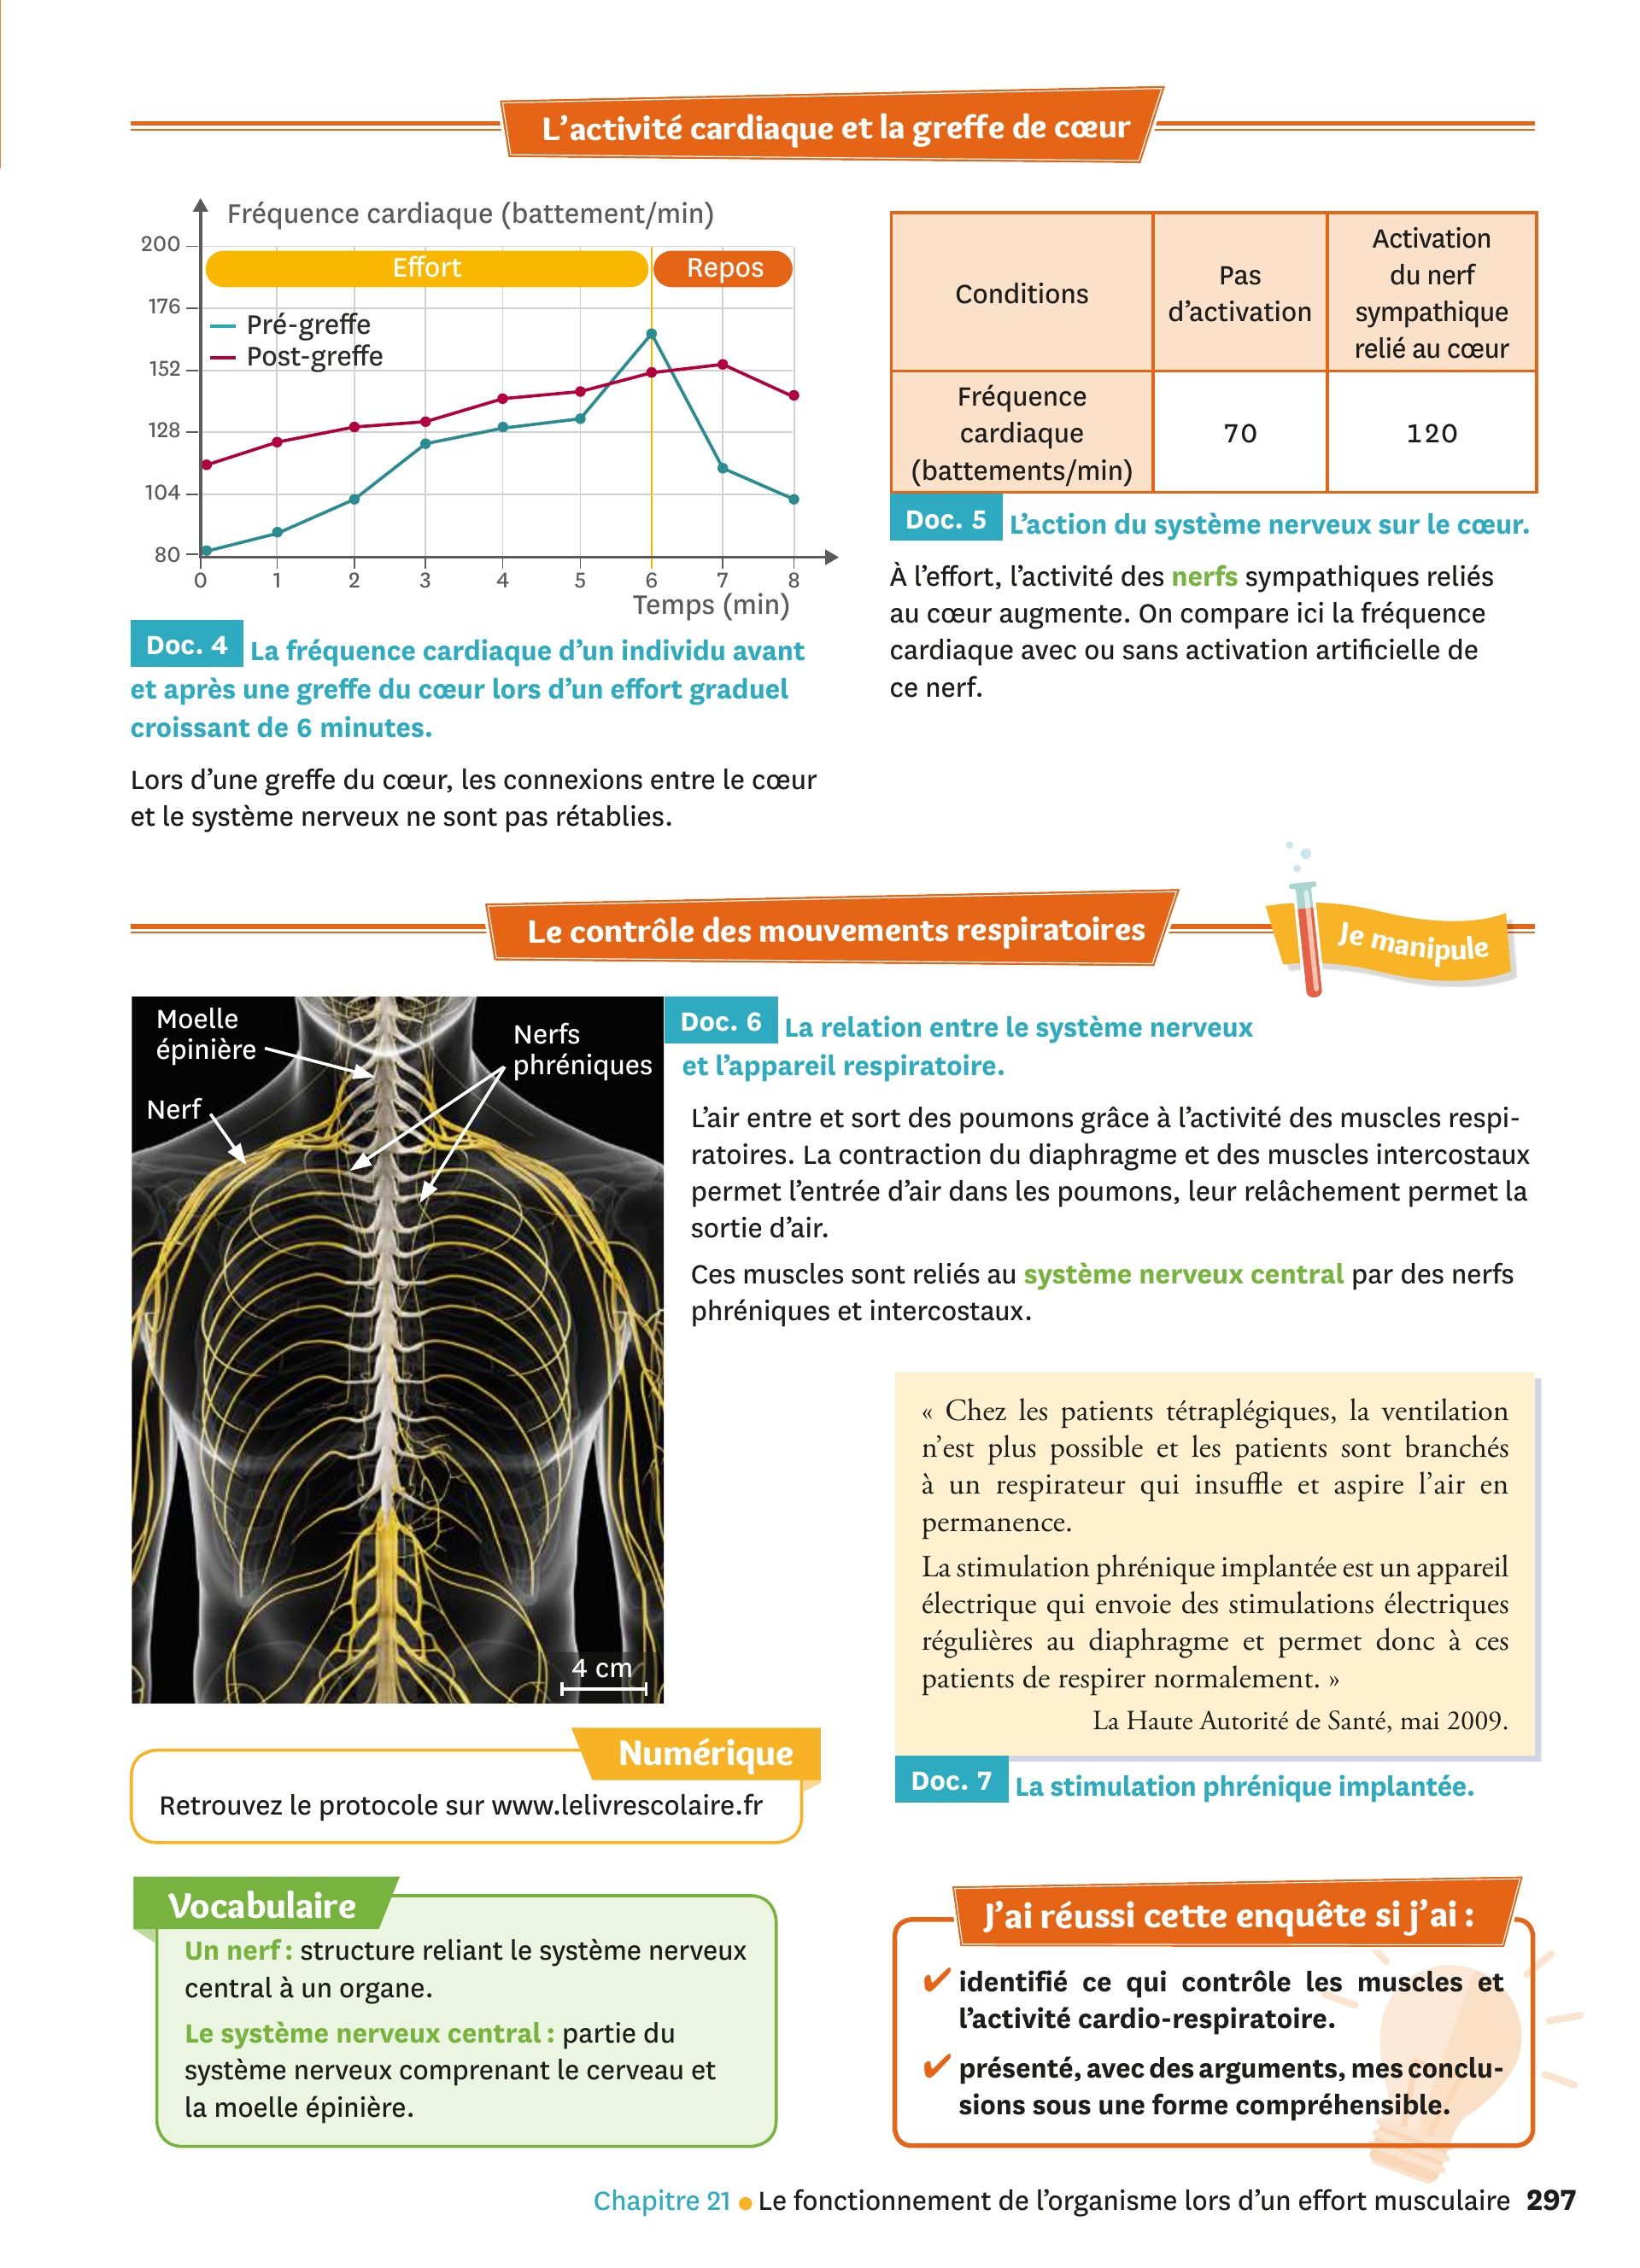 L'activité cardiaque et la greffe de cœur
Fréquence cardiaque (battement/min)
200
176
152
128
104
80
Effort
Repos
Pré-greffe
Post-greffe
0 1 2 3 4 5 6 7 8
Temps (min)
Doc. 4 La fréquence cardiaque d'un individu avant
et après une greffe du cœur lors d'un effort graduel
croissant de 6 minutes.
Lors d'une greffe du cœur, les connexions entre le cœur
et le système nerveux ne sont pas rétablies.
Conditions
Pas
d'activation
Activation
du nerf
sympathique
relié au cœur
Fréquence
cardiaque
(battements/min)
70
120
Doc. 5 L'action du système nerveux sur le cœur.
À l'effort, l'activité des nerfs sympathiques reliés
au cœur augmente. On compare ici la fréquence
cardiaque avec ou sans activation artificielle de
ce nerf.
Le contrôle des mouvements respiratoires
Je manipule
Moelle
épinière
Nerf
Nerfs
phréniques
4 cm
Doc. 6 La relation entre le système nerveux
et l'appareil respiratoire.
L'air entre et sort des poumons grâce à l'activité des muscles respi-
ratoires. La contraction du diaphragme et des muscles intercostaux
permet l'entrée d'air dans les poumons, leur relâchement permet la
sortie d'air.
Ces muscles sont reliés au système nerveux central par des nerfs
phréniques et intercostaux.
« Chez les patients tétraplégiques, la ventilation
n'est plus possible et les patients sont branchés
à un respirateur qui insuffle et aspire l'air en
permanence.
La stimulation phrénique implantée est un appareil
électrique qui envoie des stimulations électriques
régulières au diaphragme et permet donc à ces
patients de respirer normalement. »
La Haute Autorité de Santé, mai 2009.
Doc. 7 La stimulation phrénique implantée.
Numérique
Retrouvez le protocole sur www.lelivrescolaire.fr
Vocabulaire
Un nerf : structure reliant le système nerveux
central à un organe.
Le système nerveux central : partie du
système nerveux comprenant le cerveau et
la moelle épinière.
J'ai réussi cette enquête si j'ai :
✔ identifié ce qui contrôle les muscles et
l'activité cardio-respiratoire.
✔ présenté, avec des arguments, mes conclu-
sions sous une forme compréhensible.
Chapitre 21 ● Le fonctionnement de l'organisme lors d'un effort musculaire 297